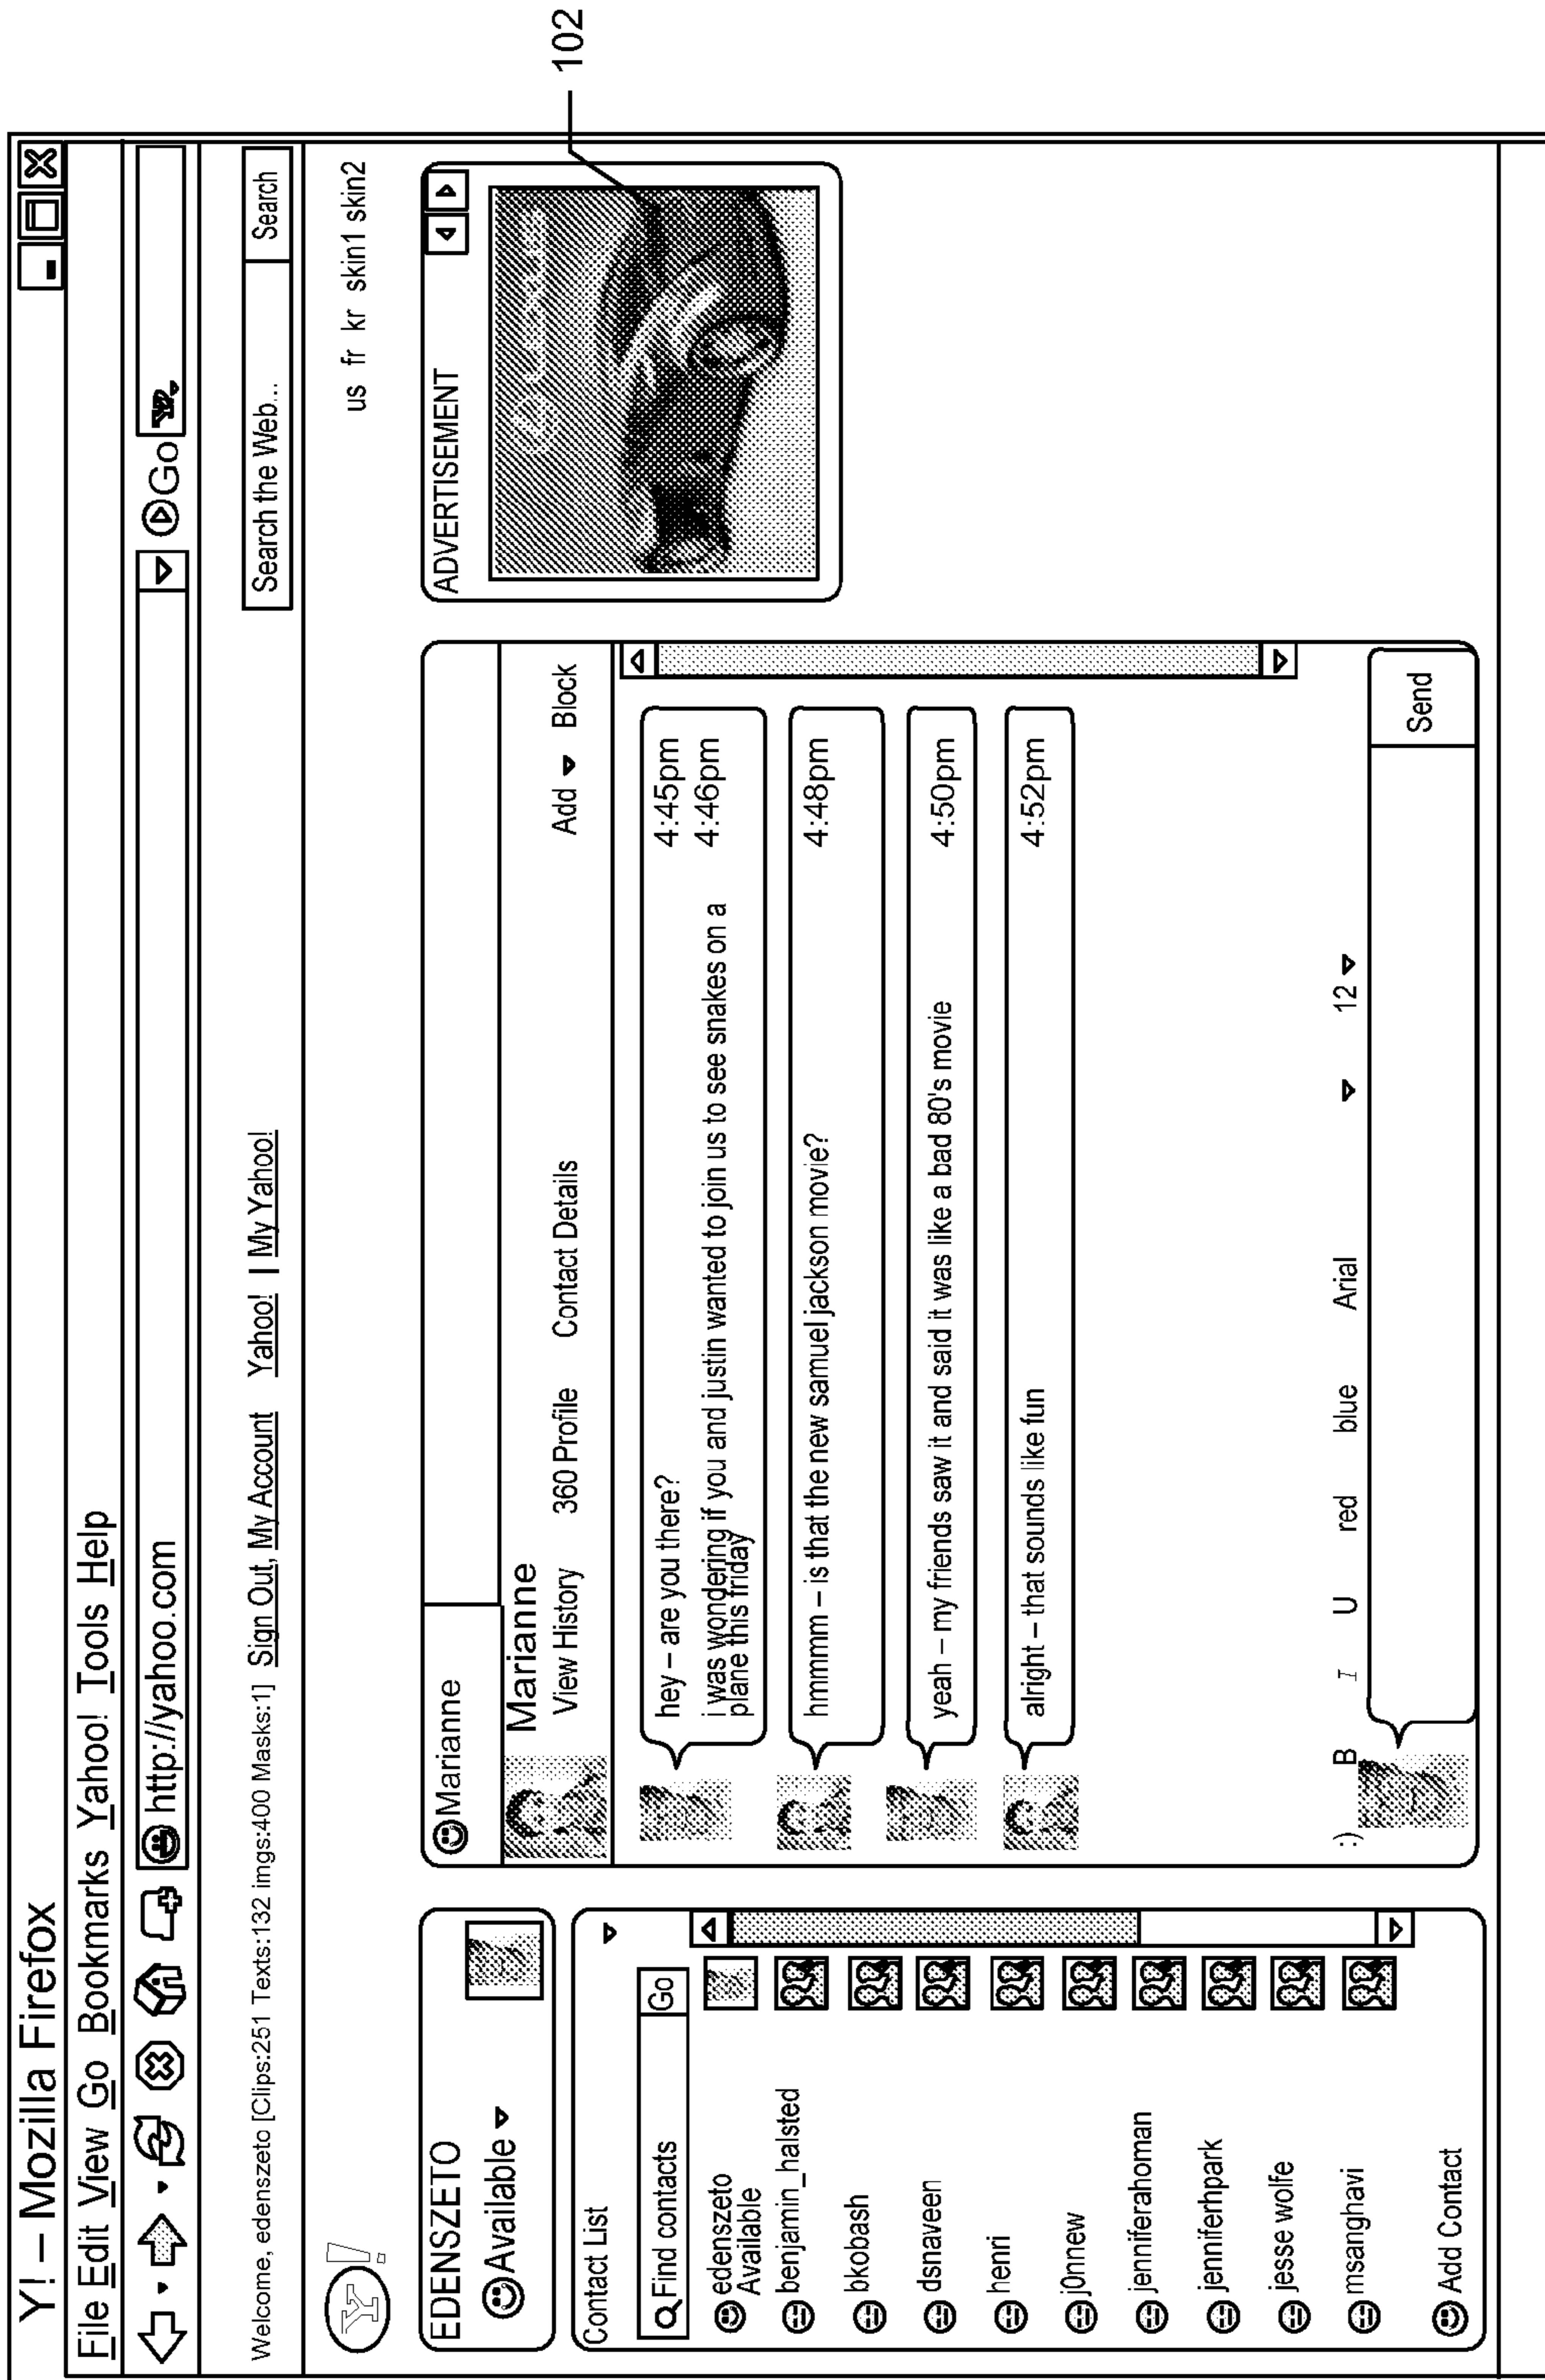 Y! – Mozilla Firefox
File Edit View Go Bookmarks Yahoo! Tools Help
http://yahoo.com
Go
Welcome, edenszeto [Clips:251 Texts:132 imgs:400 Masks:1] Sign Out, My Account Yahoo! | My Yahoo!
Search the Web...
Search
Y!
us fr kr skin1 skin2
EDENSZETO
Available
Contact List
Find contacts
Go
edenszeto
Available
benjamin_halsted
bkobash
dsnaveen
henri
j0nnew
jenniferahoman
jenniferhpark
jesse wolfe
msanghavi
Add Contact
Marianne
Marianne
View History 360 Profile Contact Details Add Block
hey – are you there? 4:45pm
i was wondering if you and justin wanted to join us to see snakes on a 4:46pm
plane this friday
hmmmm – is that the new samuel jackson movie? 4:48pm
yeah – my friends saw it and said it was like a bad 80's movie 4:50pm
alright – that sounds like fun 4:52pm
:) B I U red blue Arial 12
Send
ADVERTISEMENT
102